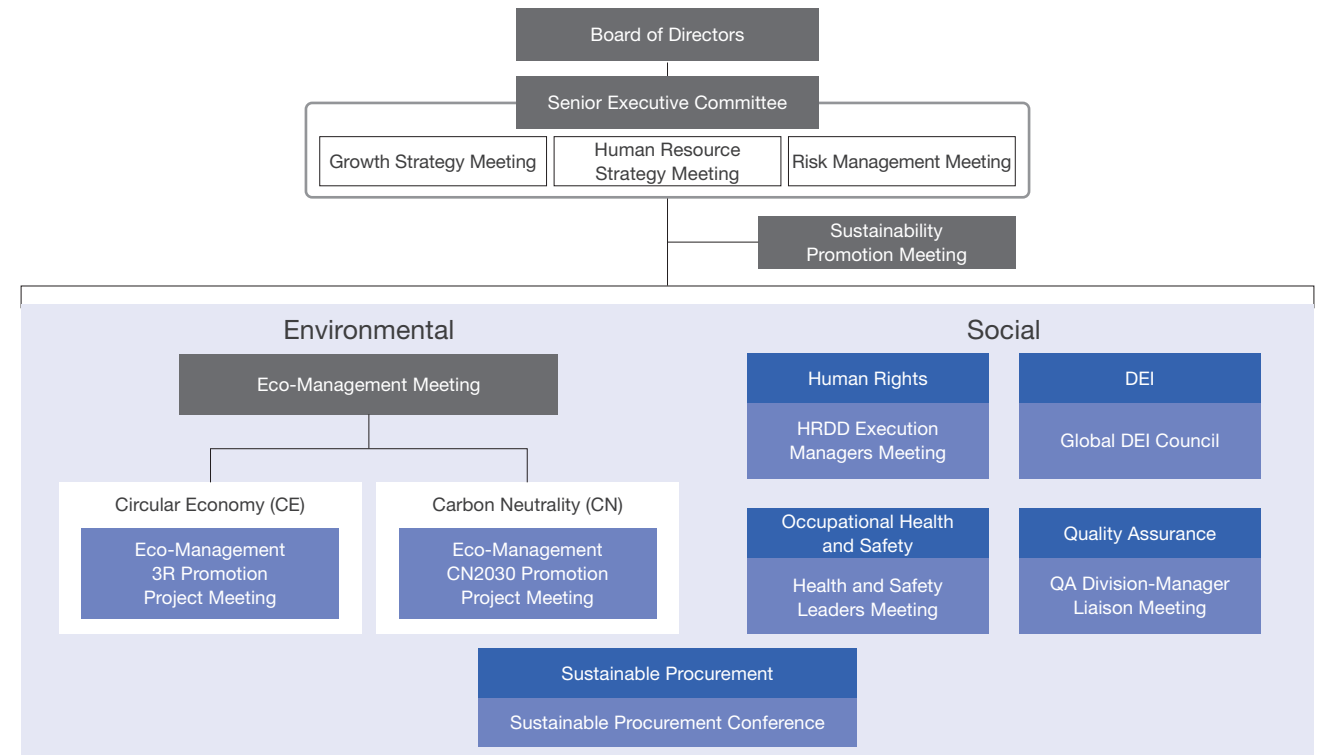 Board of Directors
Senior Executive Committee
Growth Strategy Meeting
Human Resource
Strategy Meeting
Risk Management Meeting
Sustainability
Promotion Meeting
Environmental
Eco-Management Meeting
Circular Economy (CE)
Eco-Management
3R Promotion
Project Meeting
Carbon Neutrality (CN)
Eco-Management
CN2030 Promotion
Project Meeting
Social
Human Rights
HRDD Execution
Managers Meeting
DEI
Global DEI Council
Occupational Health
and Safety
Health and Safety
Leaders Meeting
Quality Assurance
QA Division-Manager
Liaison Meeting
Sustainable Procurement
Sustainable Procurement Conference